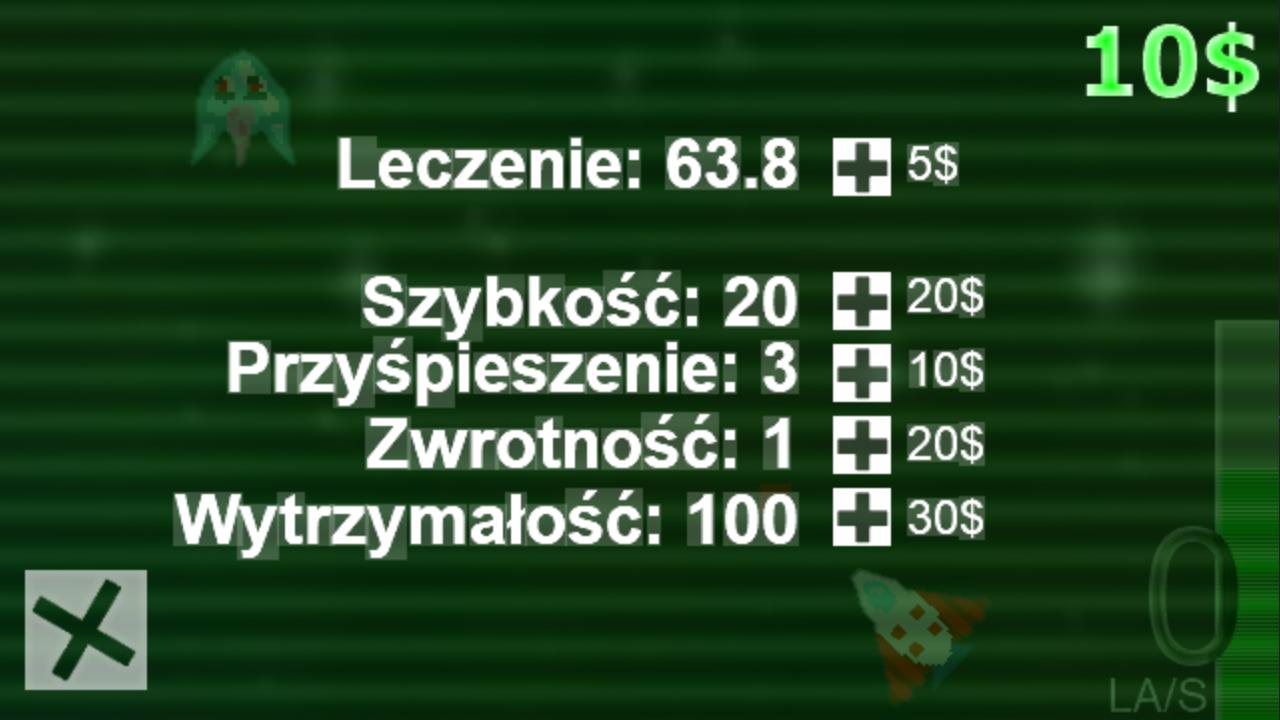 10$
Leczenie: 63.8 5$
Szybkość: 20 20$
Przyśpieszenie: 3 10$
Zwrotność: 1 20$
Wytrzymałość: 100 30$
0
LA/S